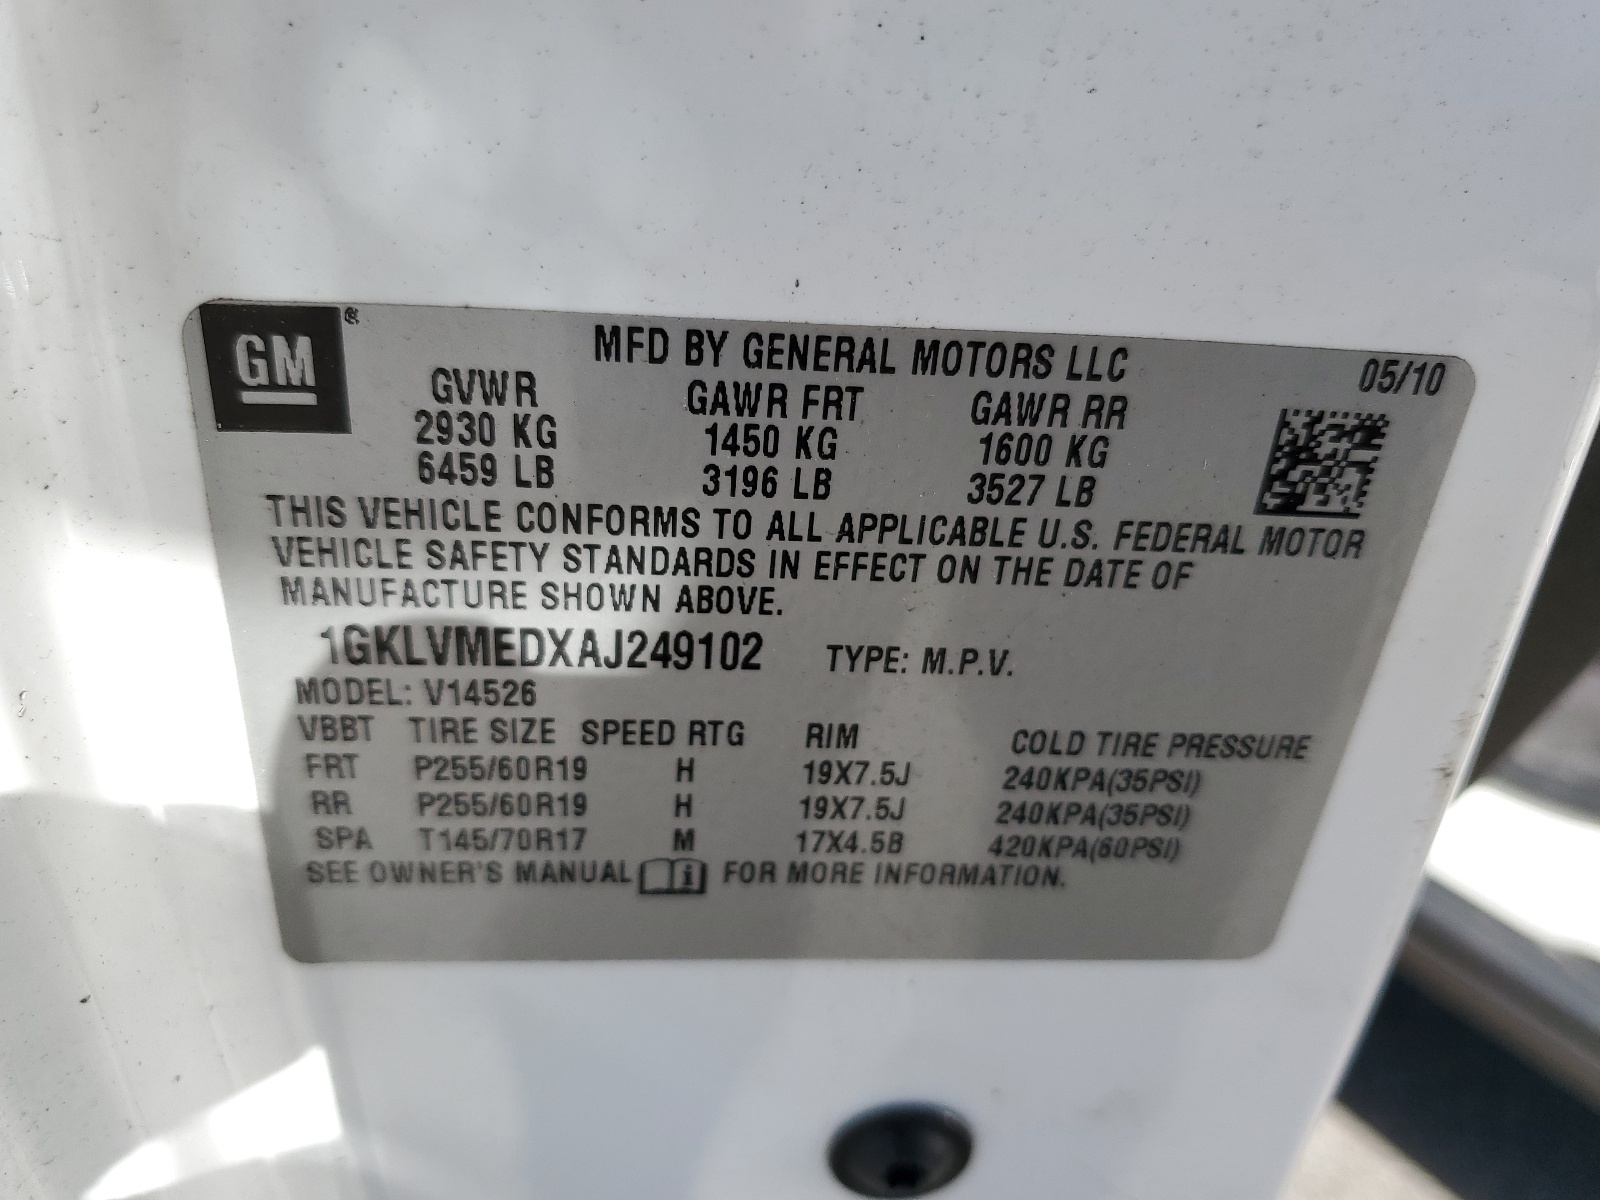 GM
MFD BY GENERAL MOTORS LLC 05/10
GVWR GAWR FRT GAWR RR
2930 KG 1450 KG 1600 KG
6459 LB 3196 LB 3527 LB
THIS VEHICLE CONFORMS TO ALL APPLICABLE U.S. FEDERAL MOTOR
VEHICLE SAFETY STANDARDS IN EFFECT ON THE DATE OF
MANUFACTURE SHOWN ABOVE.
1GKLVMEDXAJ249102 TYPE: M.P.V.
MODEL: V14526
VBBT TIRE SIZE SPEED RTG RIM COLD TIRE PRESSURE
FRT P255/60R19 H 19X7.5J 240KPA(35PSI)
RR P255/60R19 H 19X7.5J 240KPA(35PSI)
SPA T145/70R17 M 17X4.5B 420KPA(60PSI)
SEE OWNER'S MANUAL i FOR MORE INFORMATION.